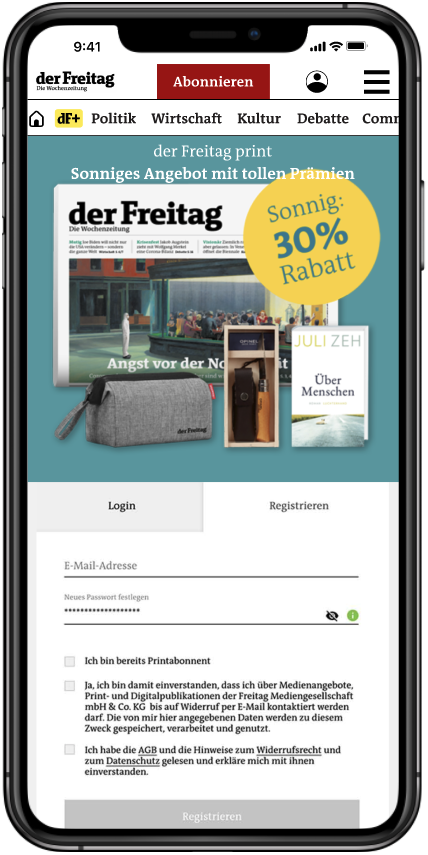 9:41
der Freitag
Die Wochenzeitung
Abonnieren
dF+ Politik Wirtschaft Kultur Debatte Comm
der Freitag print
Sonniges Angebot mit tollen Prämien
Sonnig:
30%
Rabatt
der Freitag
Die Wochenzeitung
Angst vor der No
it
OPINEL
JULI ZEH
Über
Menschen
der Freitag
Login Registrieren
E-Mail-Adresse
Neues Passwort festlegen
*******************
i
Ich bin bereits Printabonnent
Ja, ich bin damit einverstanden, dass ich über Medienangebote,
Print- und Digitalpublikationen der Freitag Mediengesellschaft
mbH & Co. KG bis auf Widerruf per E-Mail kontaktiert werden
darf. Die von mir hier angegebenen Daten werden zu diesem
Zweck gespeichert, verarbeitet und genutzt.
Ich habe die AGB und die Hinweise zum Widerrufsrecht und
zum Datenschutz gelesen und erkläre mich mit ihnen
einverstanden.
Registrieren